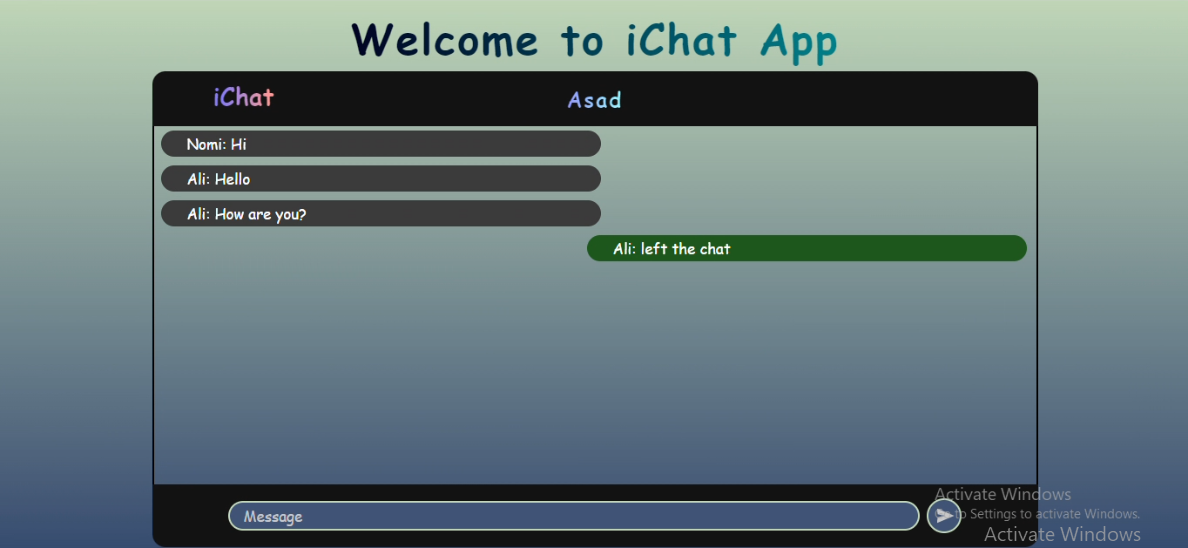 Welcome to iChat App
iChat
Asad
Nomi: Hi
Ali: Hello
Ali: How are you?
Ali: left the chat
Message
Activate Windows
to Settings to activate Windows.
Activate Windows